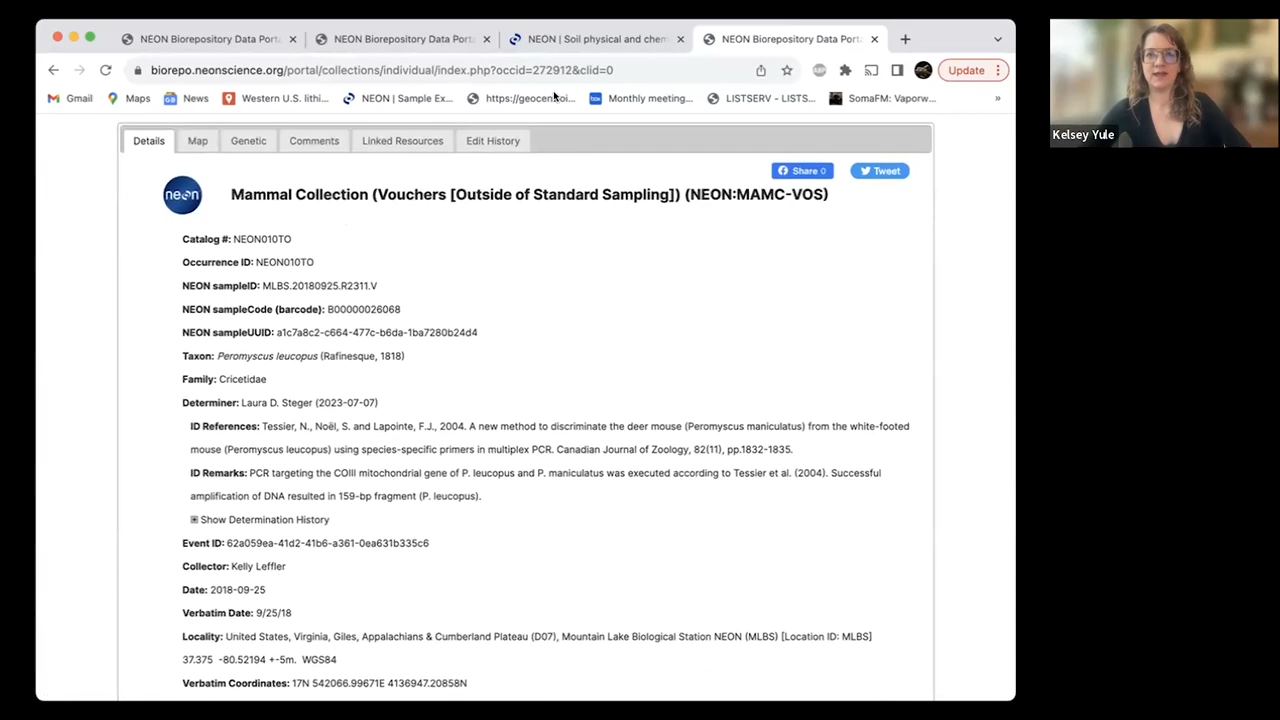 NEON Biorepository Data Port
NEON Biorepository Data Port
NEON | Soil physical and chem
NEON Biorepository Data Port
biorepo.neonscience.org/portal/collections/individual/index.php?occid=272912&clid=0
Update
Gmail
Maps
News
Western U.S. lithi...
NEON | Sample Ex...
https://geocen
Monthly meeting...
LISTSERV - LISTS...
SomaFM: Vaporw...
»
Details
Map
Genetic
Comments
Linked Resources
Edit History
Share 0
Tweet
neon
Mammal Collection (Vouchers [Outside of Standard Sampling]) (NEON:MAMC-VOS)
Catalog #: NEON010TO
Occurrence ID: NEON010TO
NEON sampleID: MLBS.20180925.R2311.V
NEON sampleCode (barcode): B00000026068
NEON sampleUUID: a1c7a8c2-c664-477c-b6da-1ba7280b24d4
Taxon: Peromyscus leucopus (Rafinesque, 1818)
Family: Cricetidae
Determiner: Laura D. Steger (2023-07-07)
ID References: Tessier, N., Noël, S. and Lapointe, F.J., 2004. A new method to discriminate the deer mouse (Peromyscus maniculatus) from the white-footed
mouse (Peromyscus leucopus) using species-specific primers in multiplex PCR. Canadian Journal of Zoology, 82(11), pp.1832-1835.
ID Remarks: PCR targeting the COIII mitochondrial gene of P. leucopus and P. maniculatus was executed according to Tessier et al. (2004). Successful
amplification of DNA resulted in 159-bp fragment (P. leucopus).
Show Determination History
Event ID: 62a059ea-41d2-41b6-a361-0ea631b335c6
Collector: Kelly Leffler
Date: 2018-09-25
Verbatim Date: 9/25/18
Locality: United States, Virginia, Giles, Appalachians & Cumberland Plateau (D07), Mountain Lake Biological Station NEON (MLBS) [Location ID: MLBS]
37.375 -80.52194 +-5m. WGS84
Verbatim Coordinates: 17N 542066.99671E 4136947.20858N
Kelsey Yule